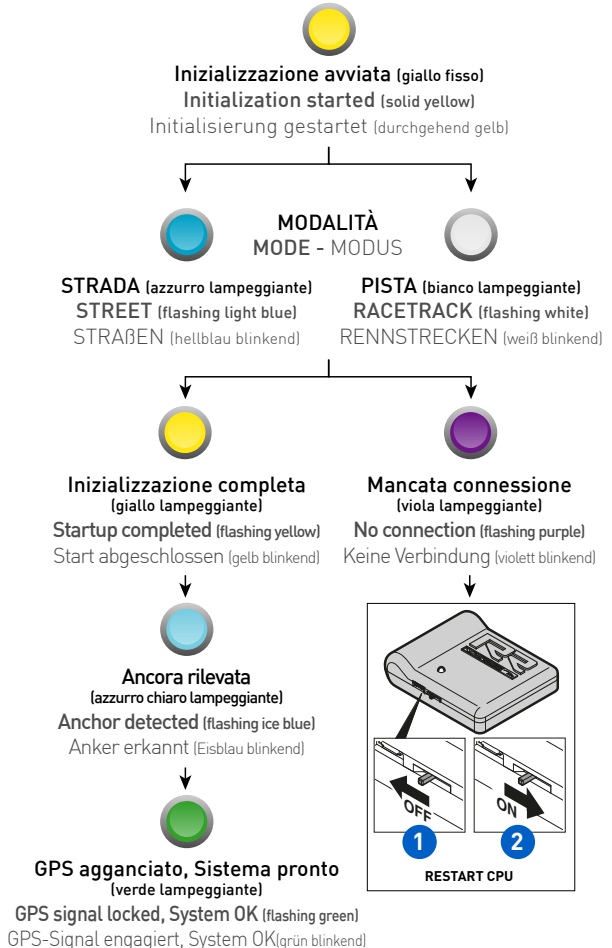 Inizializzazione avviata (giallo fisso)
Initialization started (solid yellow)
Initialisierung gestartet (durchgehend gelb)
MODALITÀ
MODE - MODUS
STRADA (azzurro lampeggiante)
STREET (flashing light blue)
STRAßEN (hellblau blinkend)
PISTA (bianco lampeggiante)
RACETRACK (flashing white)
RENNSTRECKEN (weiß blinkend)
Inizializzazione completa
(giallo lampeggiante)
Startup completed (flashing yellow)
Start abgeschlossen (gelb blinkend)
Mancata connessione
(viola lampeggiante)
No connection (flashing purple)
Keine Verbindung (violett blinkend)
Ancora rilevata
(azzurro chiaro lampeggiante)
Anchor detected (flashing ice blue)
Anker erkannt (Eisblau blinkend)
OFF
ON
1
2
RESTART CPU
GPS agganciato, Sistema pronto
(verde lampeggiante)
GPS signal locked, System OK (flashing green)
GPS-Signal engagiert, System OK(grün blinkend)